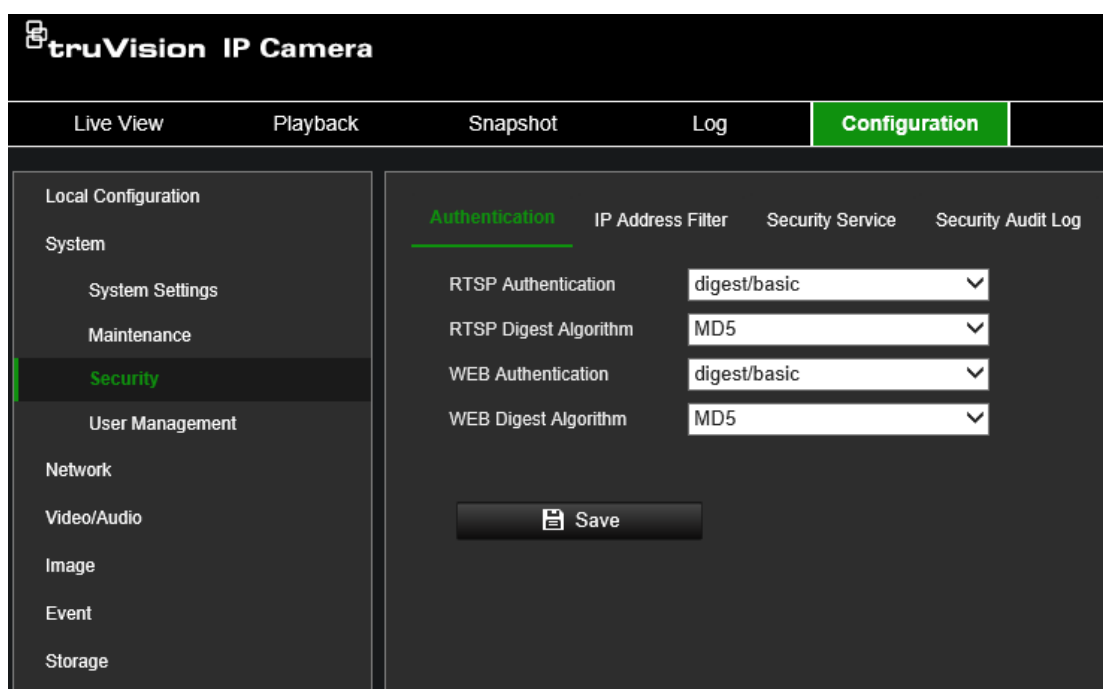 truVision IP Camera
Live View Playback Snapshot Log Configuration
Local Configuration
System
System Settings
Maintenance
Security
User Management
Network
Video/Audio
Image
Event
Storage
Authentication IP Address Filter Security Service Security Audit Log
RTSP Authentication digest/basic
RTSP Digest Algorithm MD5
WEB Authentication digest/basic
WEB Digest Algorithm MD5
Save